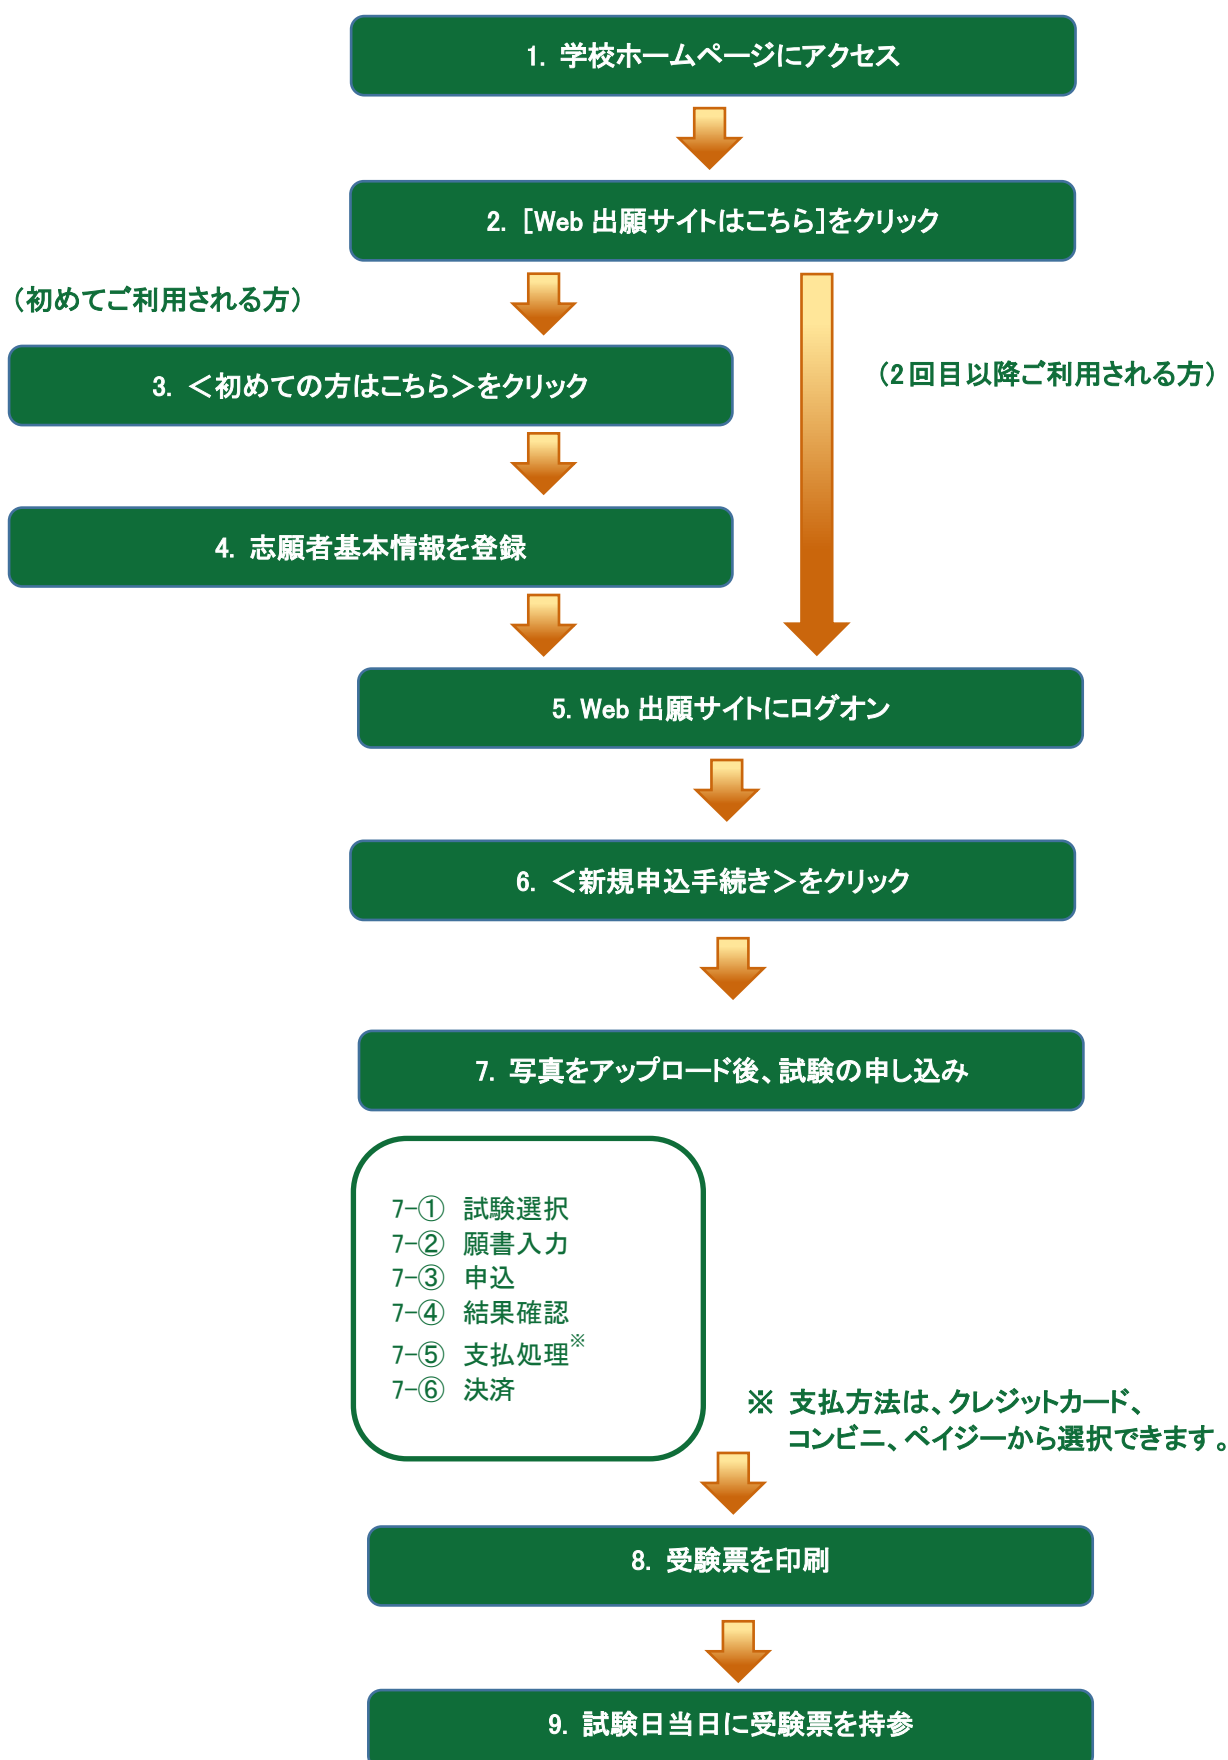 1. 学校ホームページにアクセス
2. [Web 出願サイトはこちら]をクリック
（初めてご利用される方）
3. ＜初めての方はこちら＞をクリック
（2回目以降ご利用される方）
4. 志願者基本情報を登録
5. Web 出願サイトにログオン
6. ＜新規申込手続き＞をクリック
7. 写真をアップロード後、試験の申し込み
7-① 試験選択
7-② 願書入力
7-③ 申込
7-④ 結果確認
7-⑤ 支払処理※
7-⑥ 決済
※ 支払方法は、クレジットカード、
コンビニ、ペイジーから選択できます。
8. 受験票を印刷
9. 試験日当日に受験票を持参